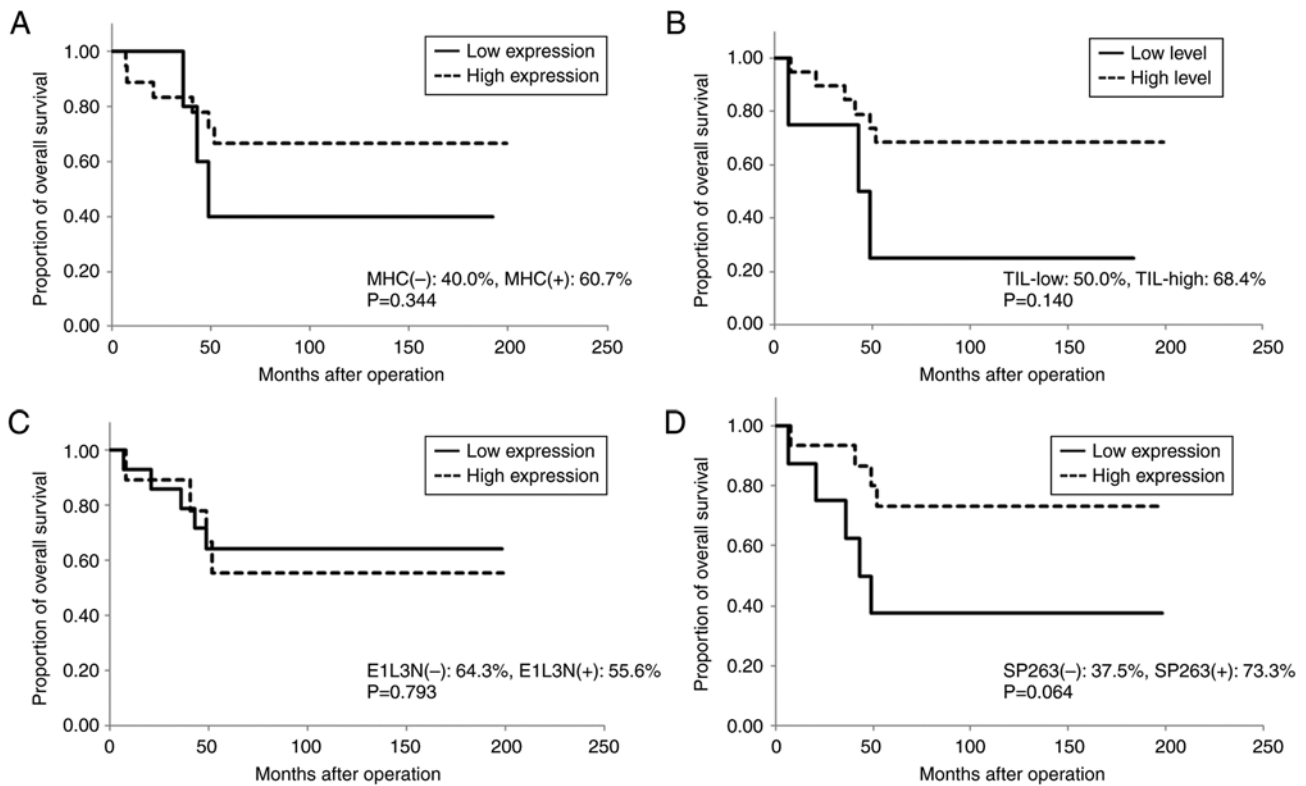 A
Proportion of overall survival
1.00
0.80
0.60
0.40
0.20
0.00
Low expression
High expression
MHC(–): 40.0%, MHC(+): 60.7%
P=0.344
0 50 100 150 200 250
Months after operation
B
Proportion of overall survival
1.00
0.80
0.60
0.40
0.20
0.00
Low level
High level
TIL-low: 50.0%, TIL-high: 68.4%
P=0.140
0 50 100 150 200 250
Months after operation
C
Proportion of overall survival
1.00
0.80
0.60
0.40
0.20
0.00
Low expression
High expression
E1L3N(–): 64.3%, E1L3N(+): 55.6%
P=0.793
0 50 100 150 200 250
Months after operation
D
Proportion of overall survival
1.00
0.80
0.60
0.40
0.20
0.00
Low expression
High expression
SP263(–): 37.5%, SP263(+): 73.3%
P=0.064
0 50 100 150 200 250
Months after operation